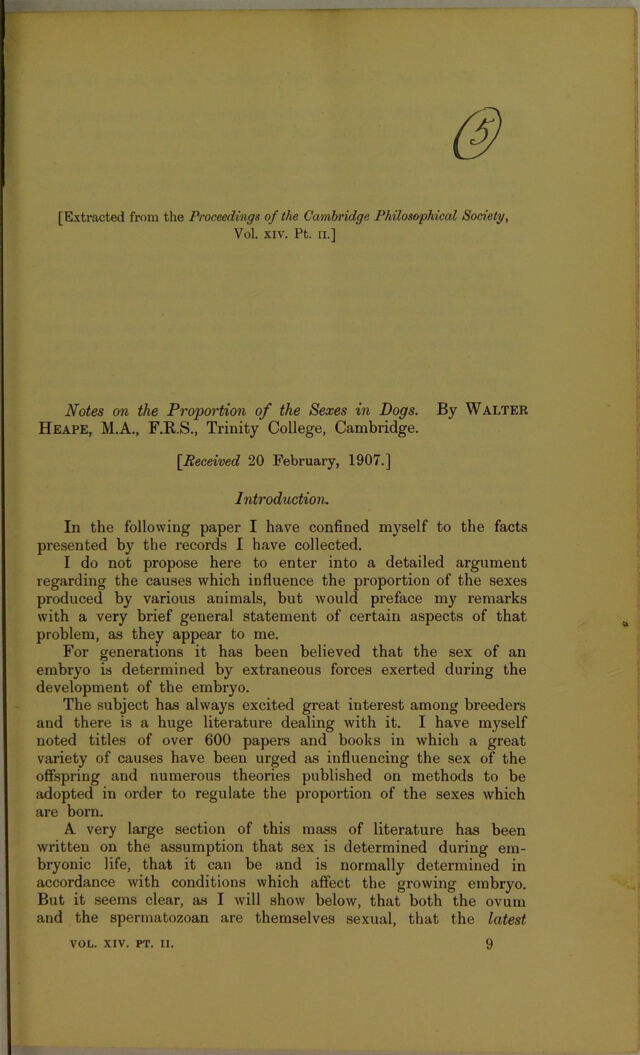 5
[Extracted from the Proceedings of the Cambridge Philosophical Society,
Vol. XIV. Pt. II.]
Notes on the Proportion of the Sexes in Dogs. By WALTER
HEAPE, M.A., F.R.S., Trinity College, Cambridge.
[Received 20 February, 1907.]
Introduction.
In the following paper I have confined myself to the facts
presented by the records I have collected.
I do not propose here to enter into a detailed argument
regarding the causes which influence the proportion of the sexes
produced by various animals, but would preface my remarks
with a very brief general statement of certain aspects of that
problem, as they appear to me.
For generations it has been believed that the sex of an
embryo is determined by extraneous forces exerted during the
development of the embryo.
The subject has always excited great interest among breeders
and there is a huge literature dealing with it. I have myself
noted titles of over 600 papers and books in which a great
variety of causes have been urged as influencing the sex of the
offspring and numerous theories published on methods to be
adopted in order to regulate the proportion of the sexes which
are born.
A very large section of this mass of literature has been
written on the assumption that sex is determined during em-
bryonic life, that it can be and is normally determined in
accordance with conditions which affect the growing embryo.
But it seems clear, as I will show below, that both the ovum
and the spermatozoan are themselves sexual, that the latest
VOL. XIV. PT. II. 9